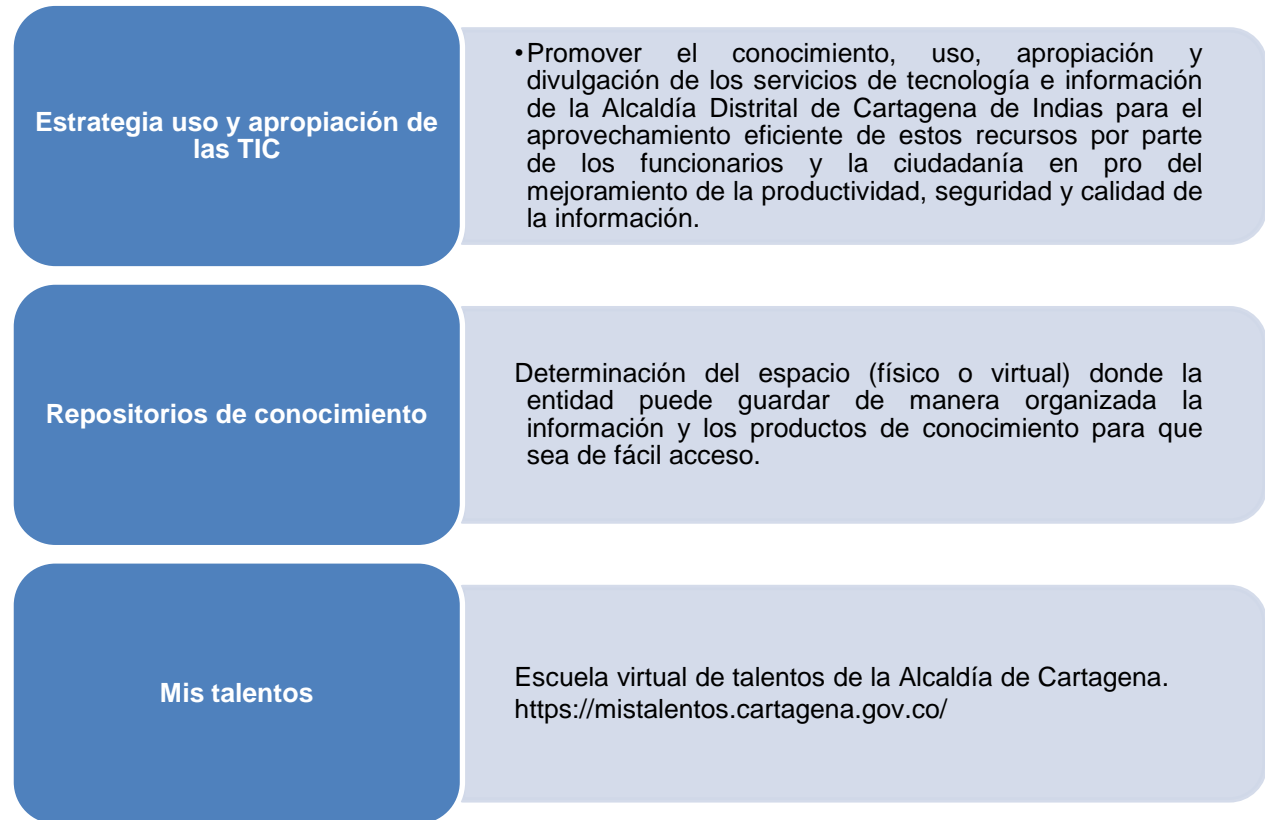 Estrategia uso y apropiación de
las TIC
•Promover el conocimiento, uso, apropiación y
divulgación de los servicios de tecnología e información
de la Alcaldía Distrital de Cartagena de Indias para el
aprovechamiento eficiente de estos recursos por parte
de los funcionarios y la ciudadanía en pro del
mejoramiento de la productividad, seguridad y calidad de
la información.
Repositorios de conocimiento
Determinación del espacio (físico o virtual) donde la
entidad puede guardar de manera organizada la
información y los productos de conocimiento para que
sea de fácil acceso.
Mis talentos
Escuela virtual de talentos de la Alcaldía de Cartagena.
https://mistalentos.cartagena.gov.co/